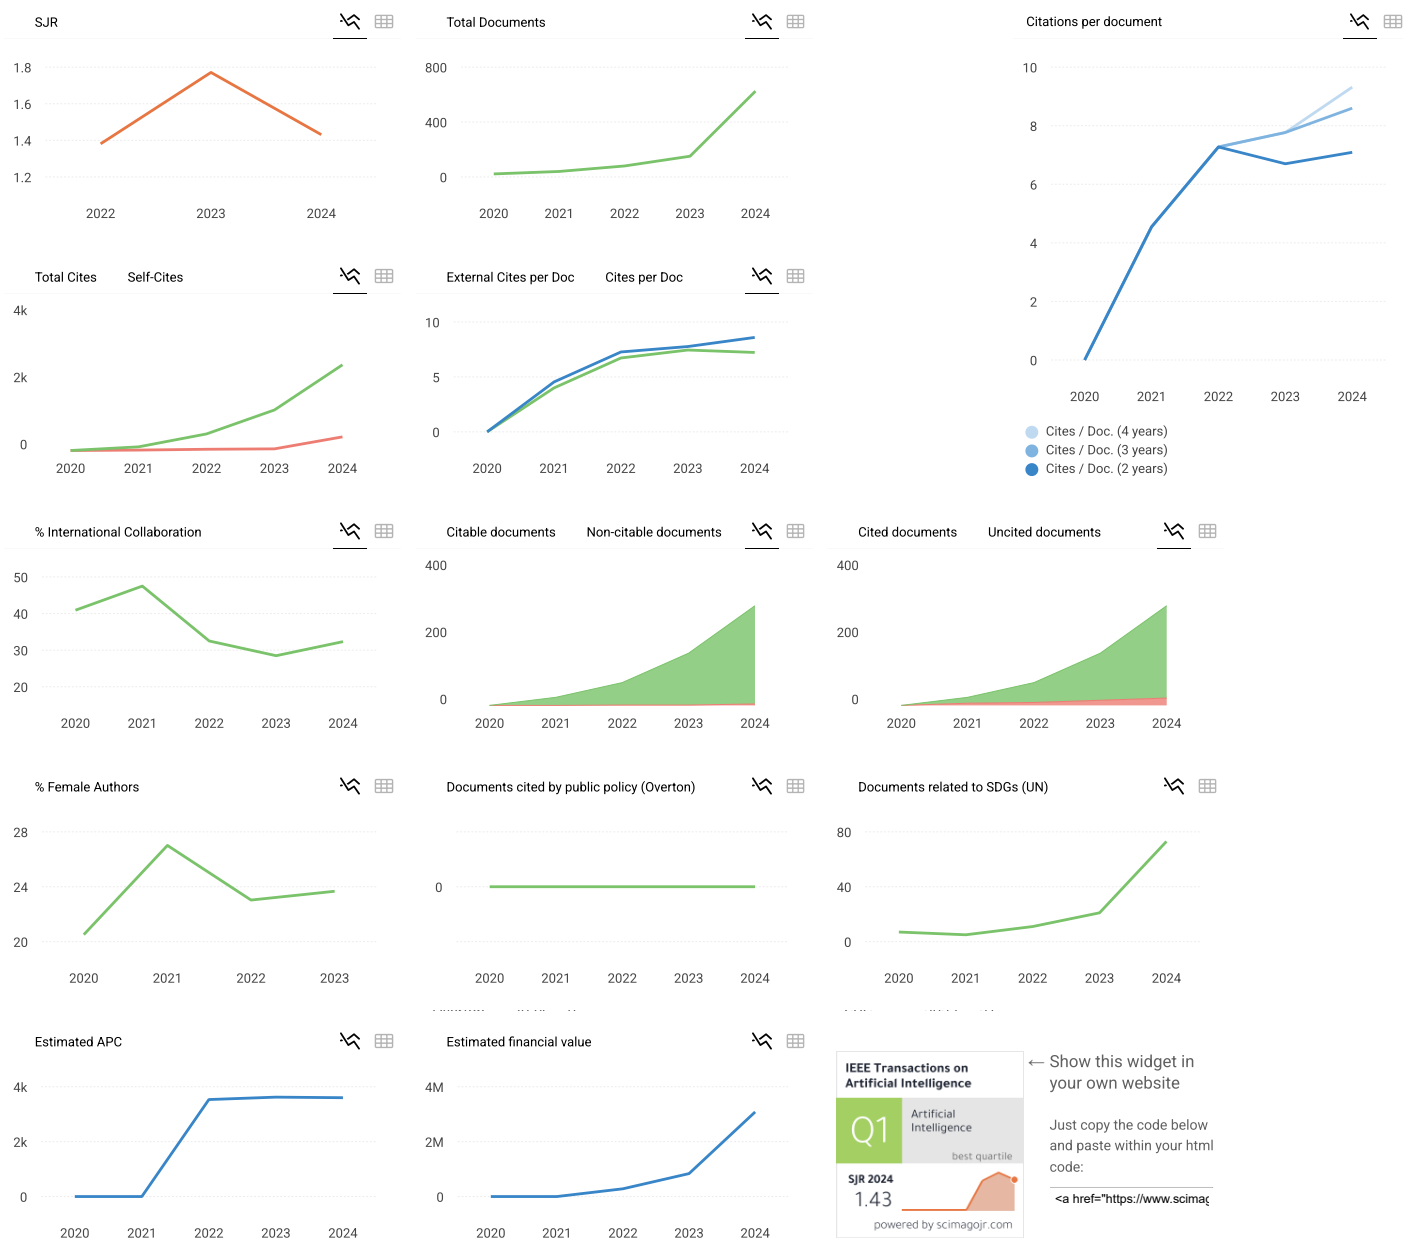 SJR
1.8
1.6
1.4
1.2
2022 2023 2024
Total Documents
800
400
0
2020 2021 2022 2023 2024
Citations per document
10
8
6
4
2
0
2020 2021 2022 2023 2024
Cites / Doc. (4 years)
Cites / Doc. (3 years)
Cites / Doc. (2 years)
Total Cites Self-Cites
4k
2k
0
2020 2021 2022 2023 2024
External Cites per Doc Cites per Doc
10
5
0
2020 2021 2022 2023 2024
% International Collaboration
50
40
30
20
2020 2021 2022 2023 2024
Citable documents Non-citable documents
400
200
0
2020 2021 2022 2023 2024
Cited documents Uncited documents
400
200
0
2020 2021 2022 2023 2024
% Female Authors
28
24
20
2020 2021 2022 2023
Documents cited by public policy (Overton)
0
2020 2021 2022 2023 2024
Documents related to SDGs (UN)
80
40
0
2020 2021 2022 2023 2024
Estimated APC
4k
2k
0
2020 2021 2022 2023 2024
Estimated financial value
4M
2M
0
2020 2021 2022 2023 2024
IEEE Transactions on
Artificial Intelligence
Q1
Artificial
Intelligence
best quartile
SJR 2024
1.43
powered by scimagojr.com
← Show this widget in
your own website
Just copy the code below
and paste within your html
code:
<a href="https://www.scimag